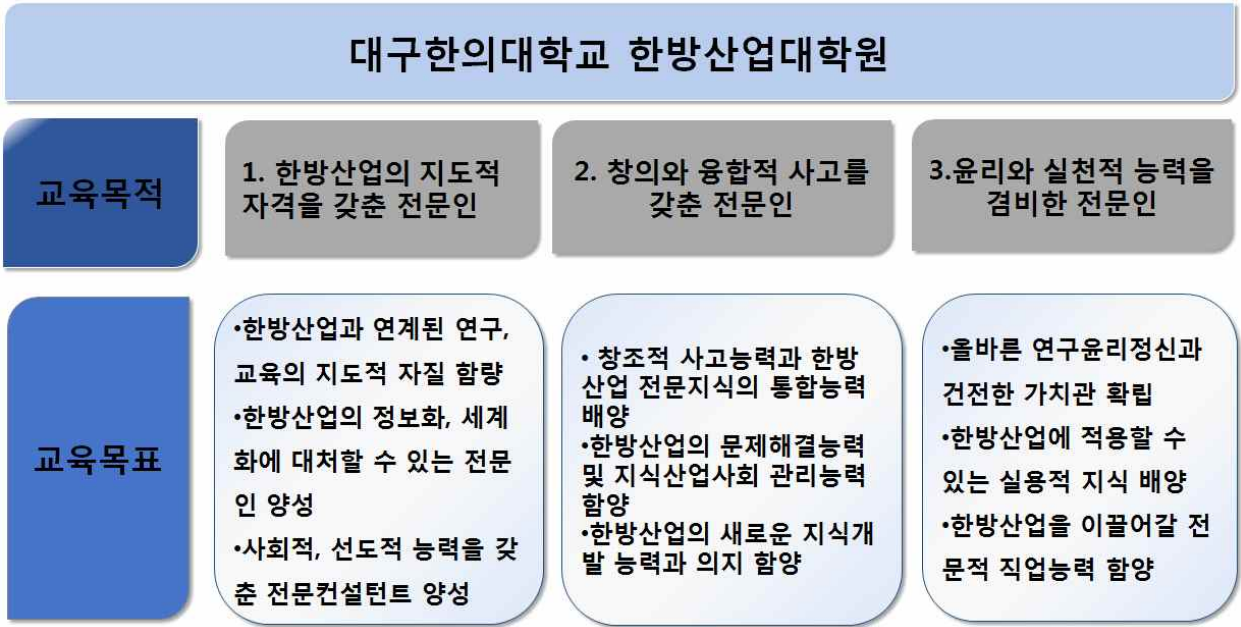 대구한의대학교 한방산업대학원
교육목적
1. 한방산업의 지도적
자격을 갖춘 전문인
2. 창의와 융합적 사고를
갖춘 전문인
3.윤리와 실천적 능력을
겸비한 전문인
교육목표
•한방산업과 연계된 연구,
교육의 지도적 자질 함량
•한방산업의 정보화, 세계
화에 대처할 수 있는 전문
인 양성
•사회적, 선도적 능력을 갖
춘 전문컨설턴트 양성
• 창조적 사고능력과 한방
산업 전문지식의 통합능력
배양
•한방산업의 문제해결능력
및 지식산업사회 관리능력
함양
•한방산업의 새로운 지식개
발 능력과 의지 함양
•올바른 연구윤리정신과
건전한 가치관 확립
•한방산업에 적용할 수
있는 실용적 지식 배양
•한방산업을 이끌어갈 전
문적 직업능력 함양